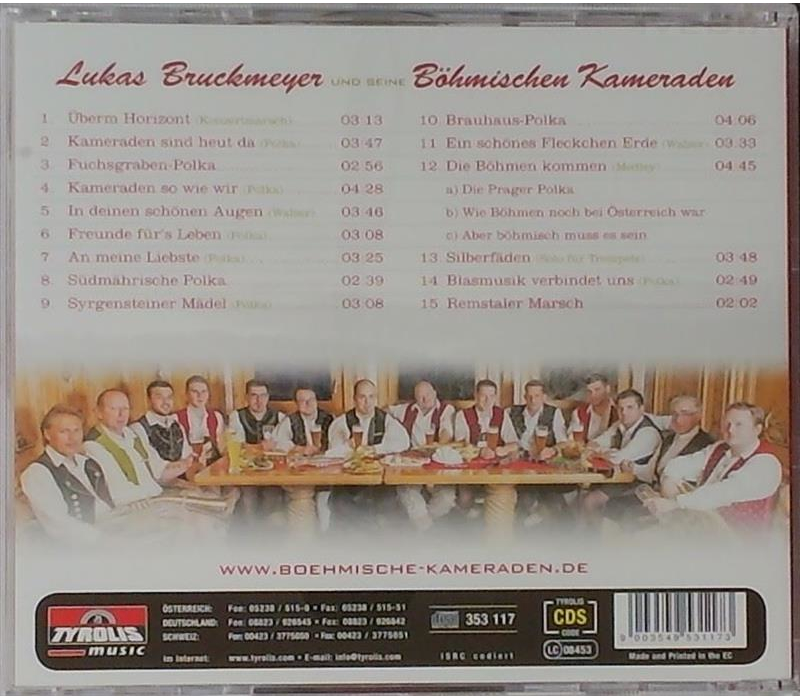 Lukas Bruckmeyer UND SEINE Böhmischen Kameraden
1. Überm Horizont (Konzertmarsch) 03:13
2. Kameraden sind heut da (Polka) 03:47
3. Fuchsgraben-Polka 02:56
4. Kameraden so wie wir (Polka) 04:28
5. In deinen schönen Augen (Walzer) 03:46
6. Freunde für's Leben (Polka) 03:08
7. An meine Liebste (Polka) 03:25
8. Südmährische Polka 02:39
9. Syrgensteiner Mädel (Polka) 03:08
10 Brauhaus-Polka 04:06
11 Ein schönes Fleckchen Erde (Walzer) 03:33
12 Die Böhmen kommen (Medley) 04:45
a) Die Prager Polka
b) Wie Böhmen noch bei Österreich war
c) Aber böhmisch muss es sein
13 Silberfäden (Solo für Trompete) 03:48
14 Blasmusik verbindet uns (Polka) 02:49
15 Remstaler Marsch 02:02
WWW.BOEHMISCHE-KAMERADEN.DE
TYROLIS
music
ÖSTERREICH: Fon: 05238 / 515-0 • Fax: 05238 / 515-51
DEUTSCHLAND: Fon: 08823 / 926545 • Fax: 08823 / 926842
SCHWEIZ: Fon: 00423 / 3775050 • Fax: 00423 / 3775051
Im Internet: www.tyrolis.com • E-mail: info@tyrolis.com
353 117
ISRC codiert
TYROLIS
CDS
CODE
LC 08453
9 003549 531173
Made and Printed in the EC